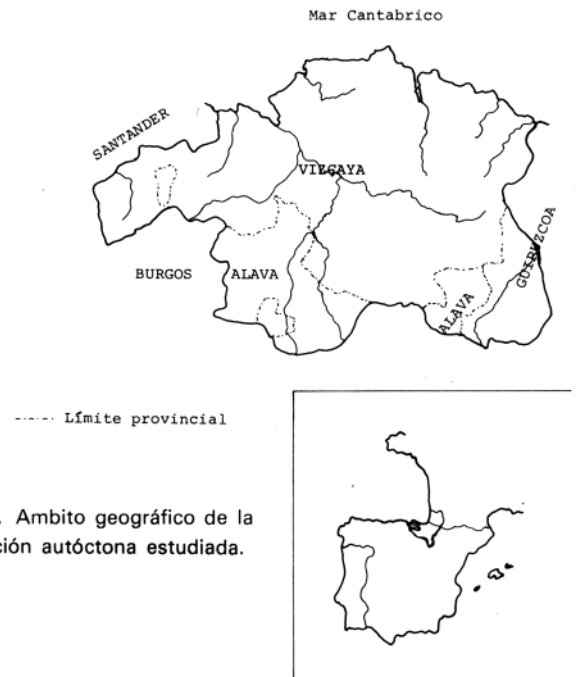 Mar Cantabrico
SANTANDER
VIZCAYA
GUIPUZCOA
BURGOS
ALAVA
ALAVA
Límite provincial
. Ambito geográfico de la
ción autóctona estudiada.